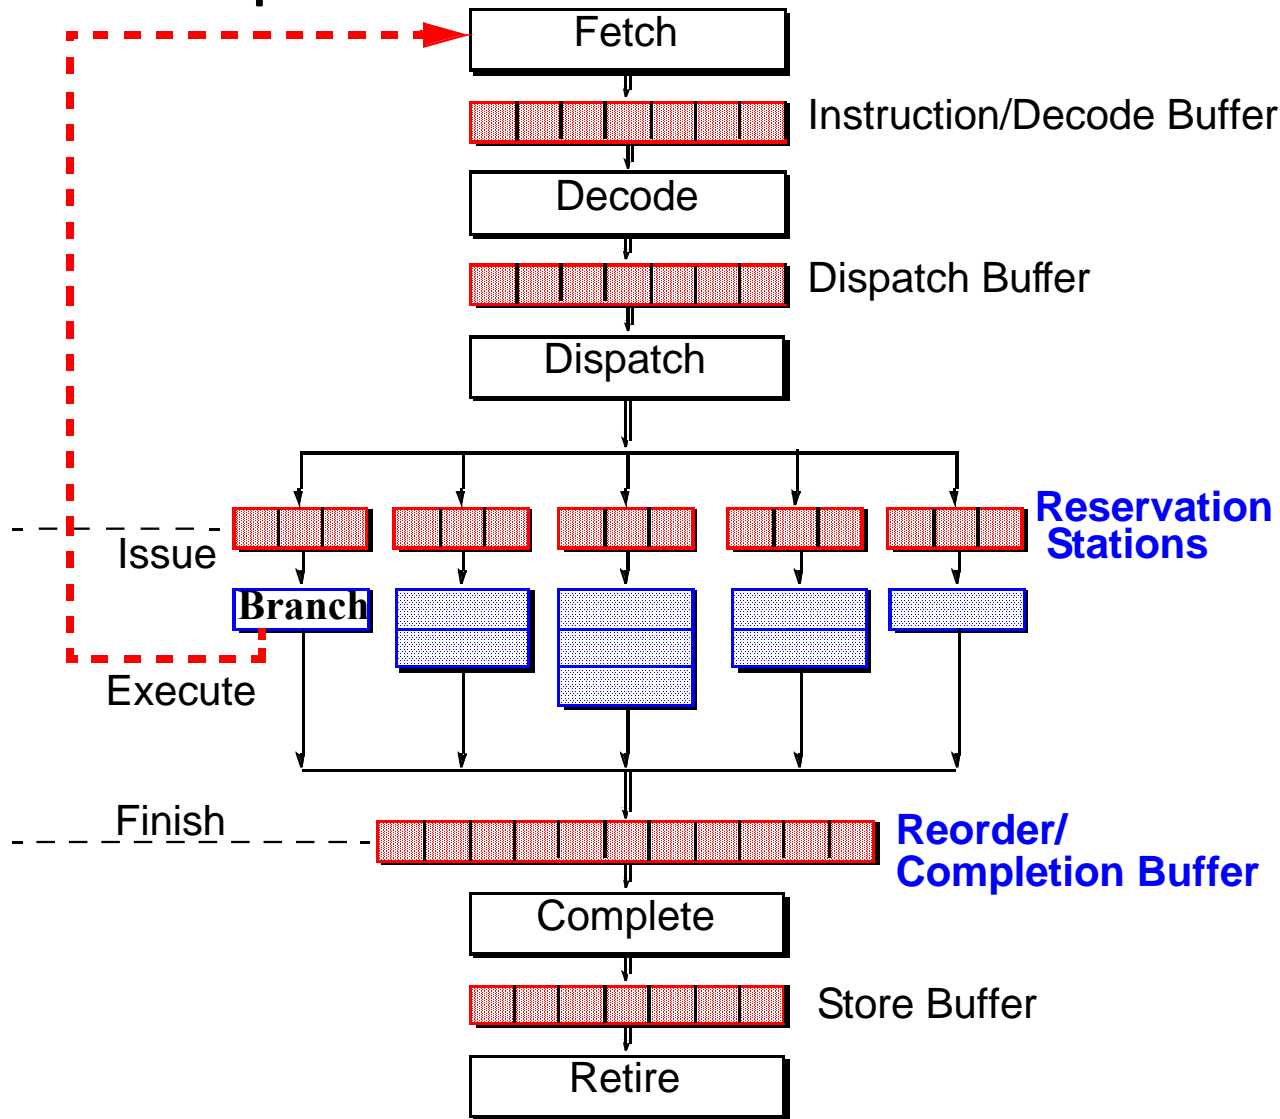 Fetch
Instruction/Decode Buffer
Decode
Dispatch Buffer
Dispatch
Reservation
Stations
Issue
Branch
Execute
Finish
Reorder/
Completion Buffer
Complete
Store Buffer
Retire